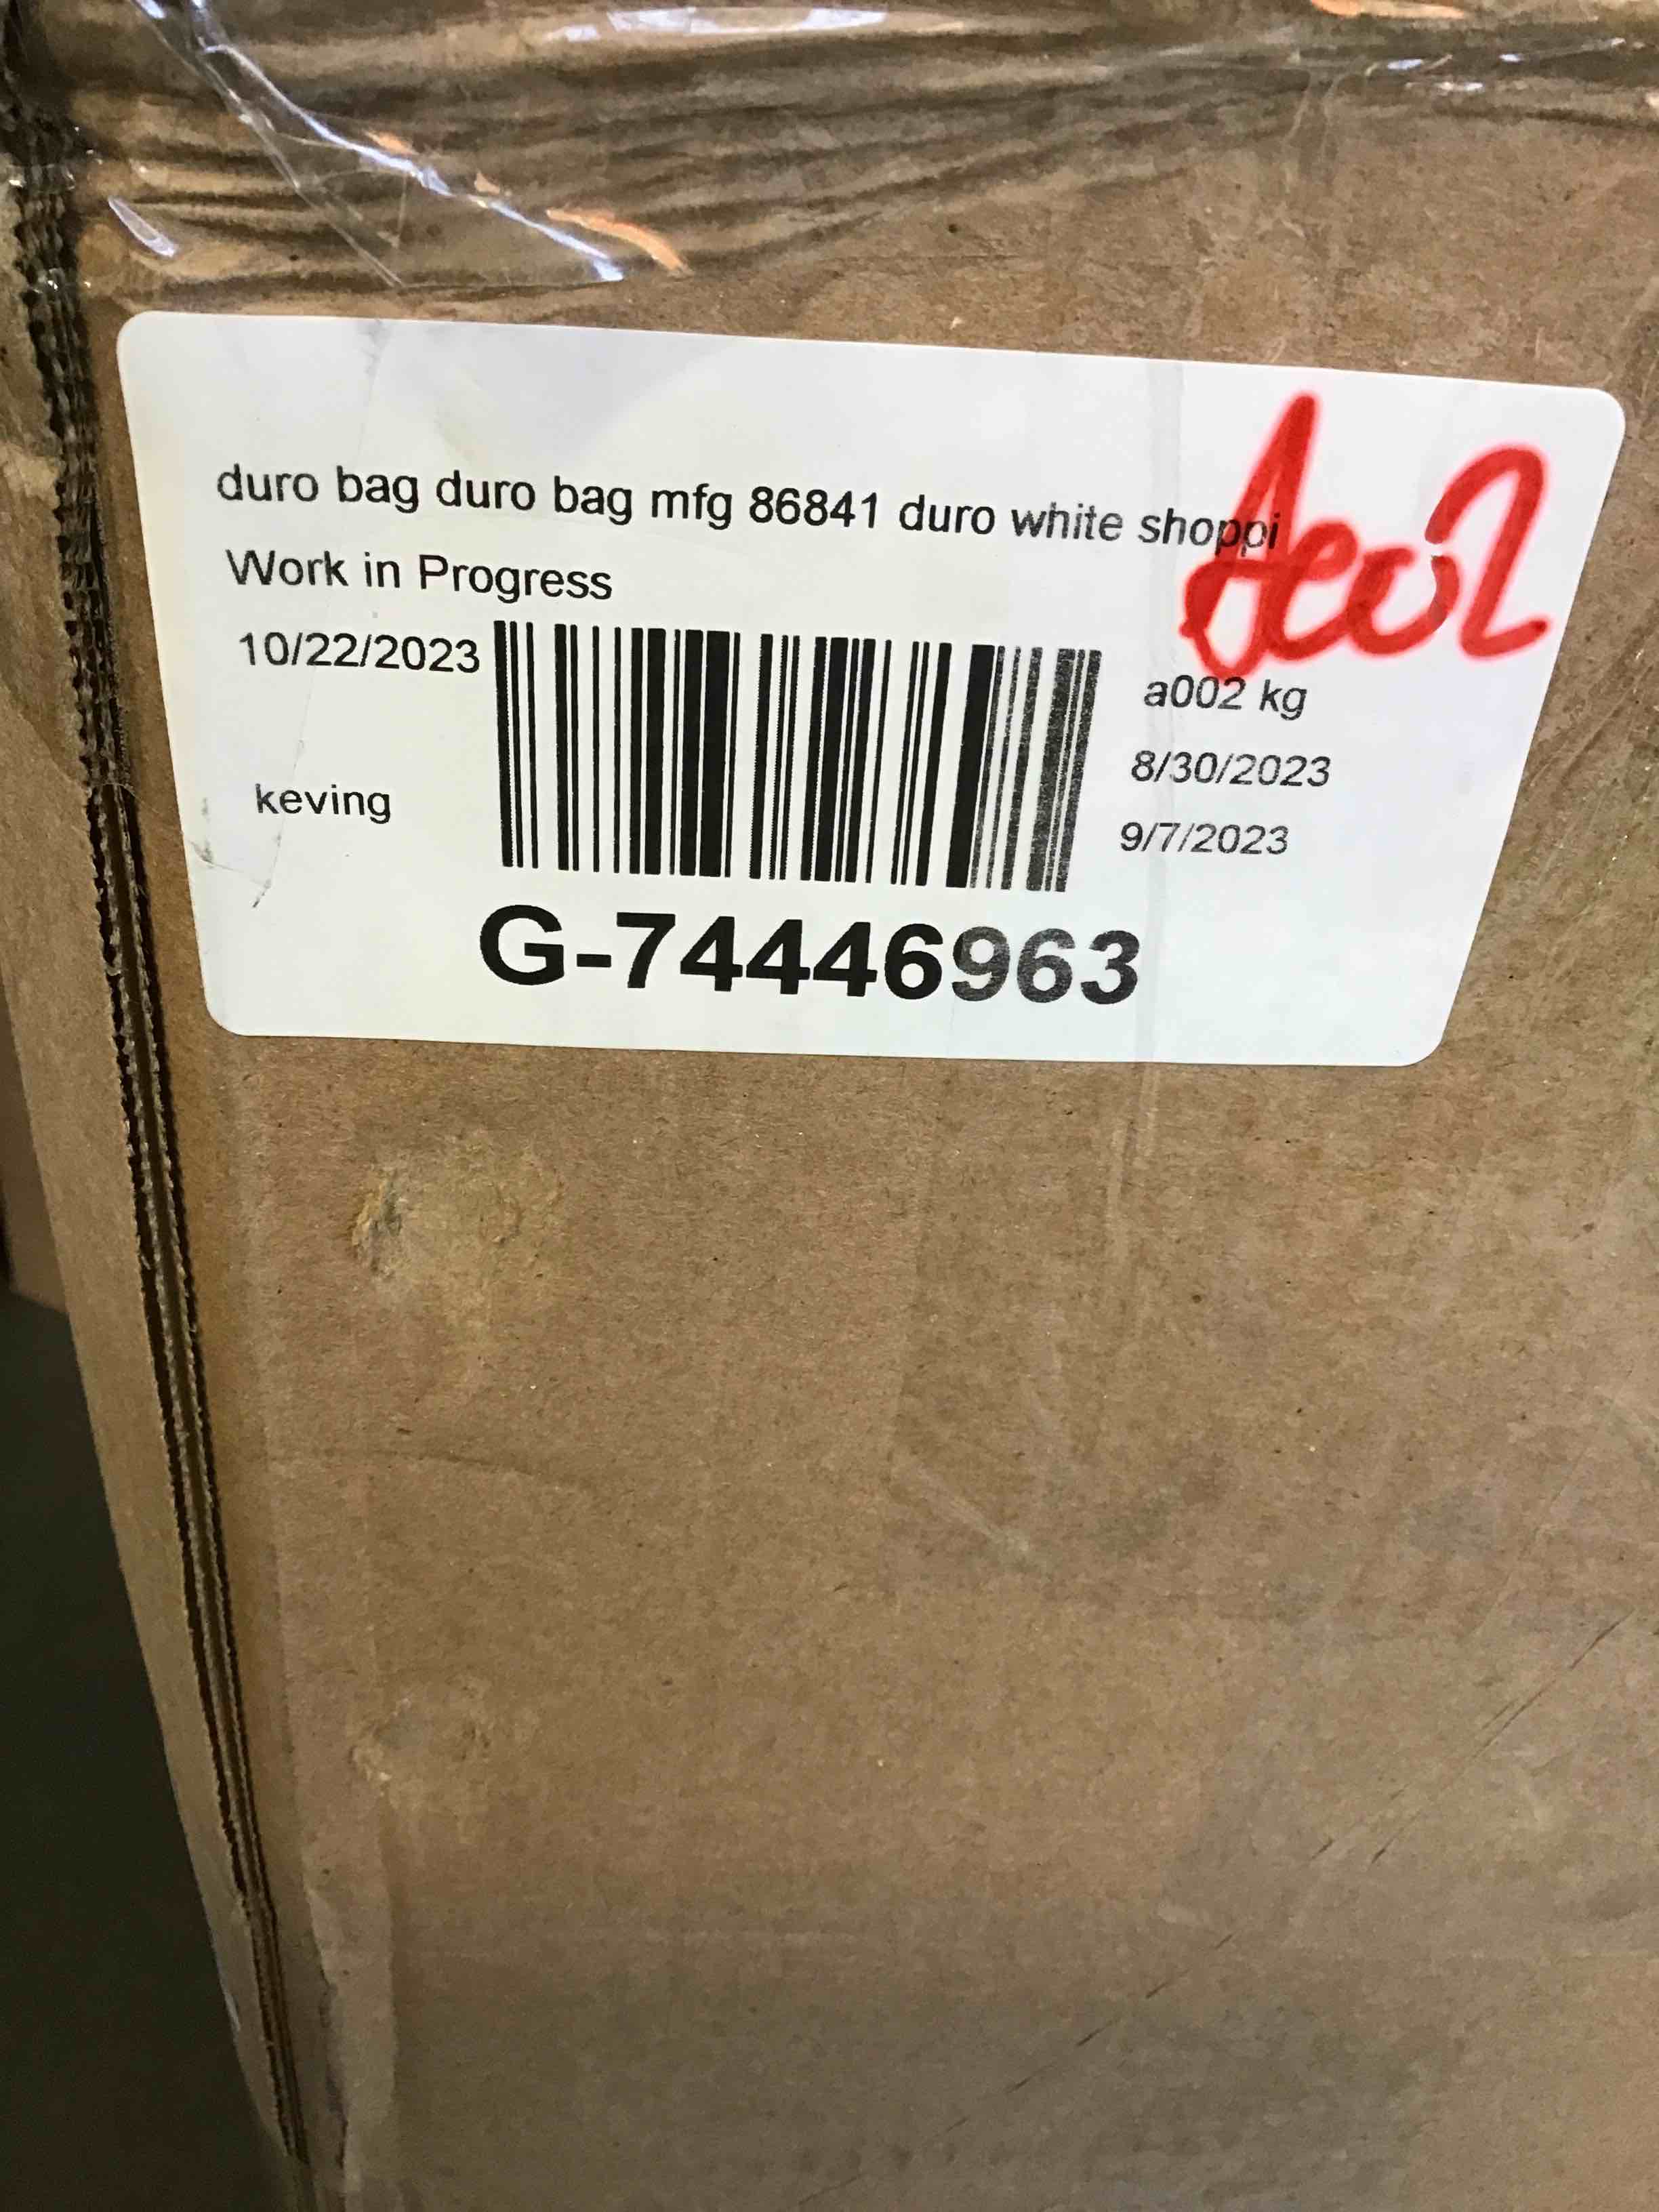 duro bag duro bag mfg 86841 duro white shoppi
Work in Progress
A002
10/22/2023
a002 kg
8/30/2023
keving
9/7/2023
G-74446963